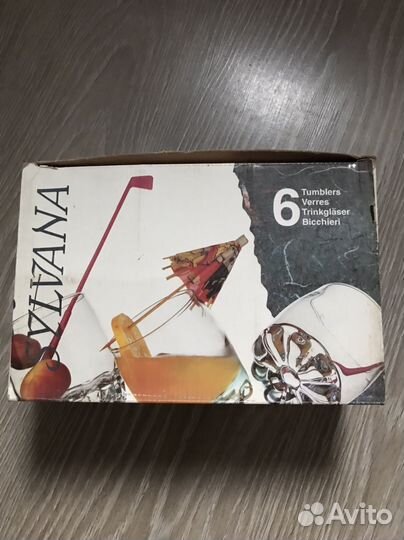 SYLVANA
6
Tumblers
Verres
Trinkgläser
Bicchieri
Avito